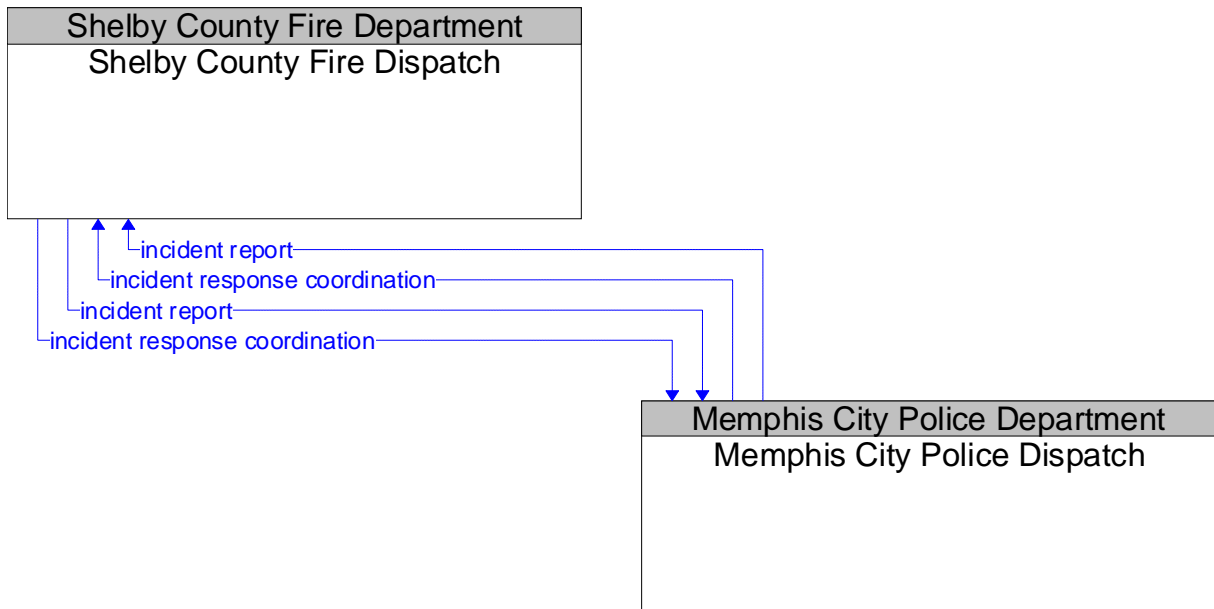 Shelby County Fire Department
Shelby County Fire Dispatch
incident report
incident response coordination
incident report
incident response coordination
Memphis City Police Department
Memphis City Police Dispatch